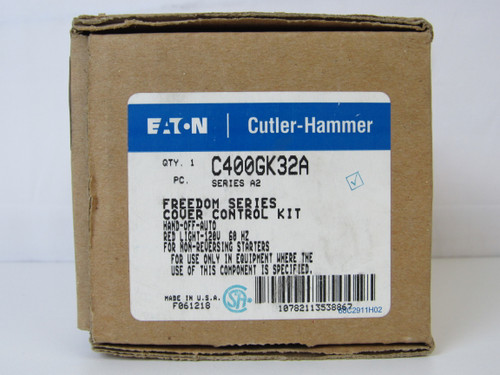 EATON | Cutler-Hammer
QTY. 1 C400GK32A
PC. SERIES A2
FREEDOM SERIES
COVER CONTROL KIT
HAND-OFF-AUTO
RED LIGHT-120V 60 HZ
FOR NON-REVERSING STARTERS
FOR USE ONLY IN EQUIPMENT WHERE THE
USE OF THIS COMPONENT IS SPECIFIED.
MADE IN U.S.A.
F061218
SA
10782113538867
68C2911H02